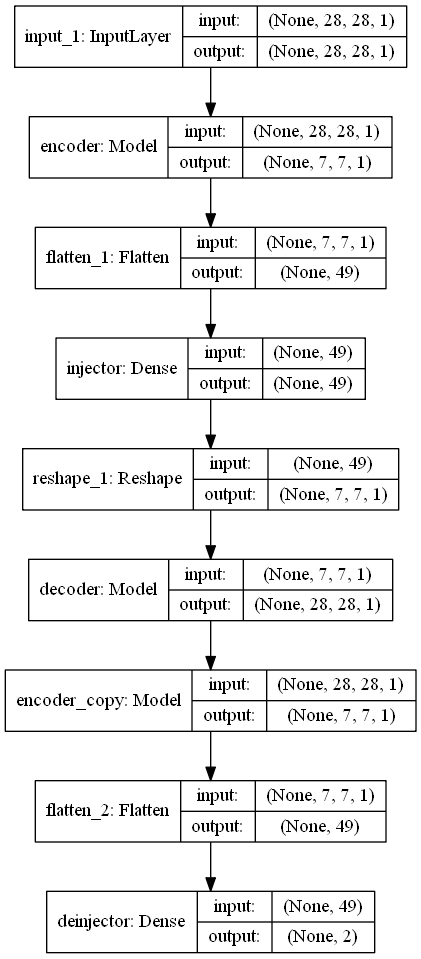 input_1: InputLayer
input: (None, 28, 28, 1)
output: (None, 28, 28, 1)
encoder: Model
input: (None, 28, 28, 1)
output: (None, 7, 7, 1)
flatten_1: Flatten
input: (None, 7, 7, 1)
output: (None, 49)
injector: Dense
input: (None, 49)
output: (None, 49)
reshape_1: Reshape
input: (None, 49)
output: (None, 7, 7, 1)
decoder: Model
input: (None, 7, 7, 1)
output: (None, 28, 28, 1)
encoder_copy: Model
input: (None, 28, 28, 1)
output: (None, 7, 7, 1)
flatten_2: Flatten
input: (None, 7, 7, 1)
output: (None, 49)
deinjector: Dense
input: (None, 49)
output: (None, 2)